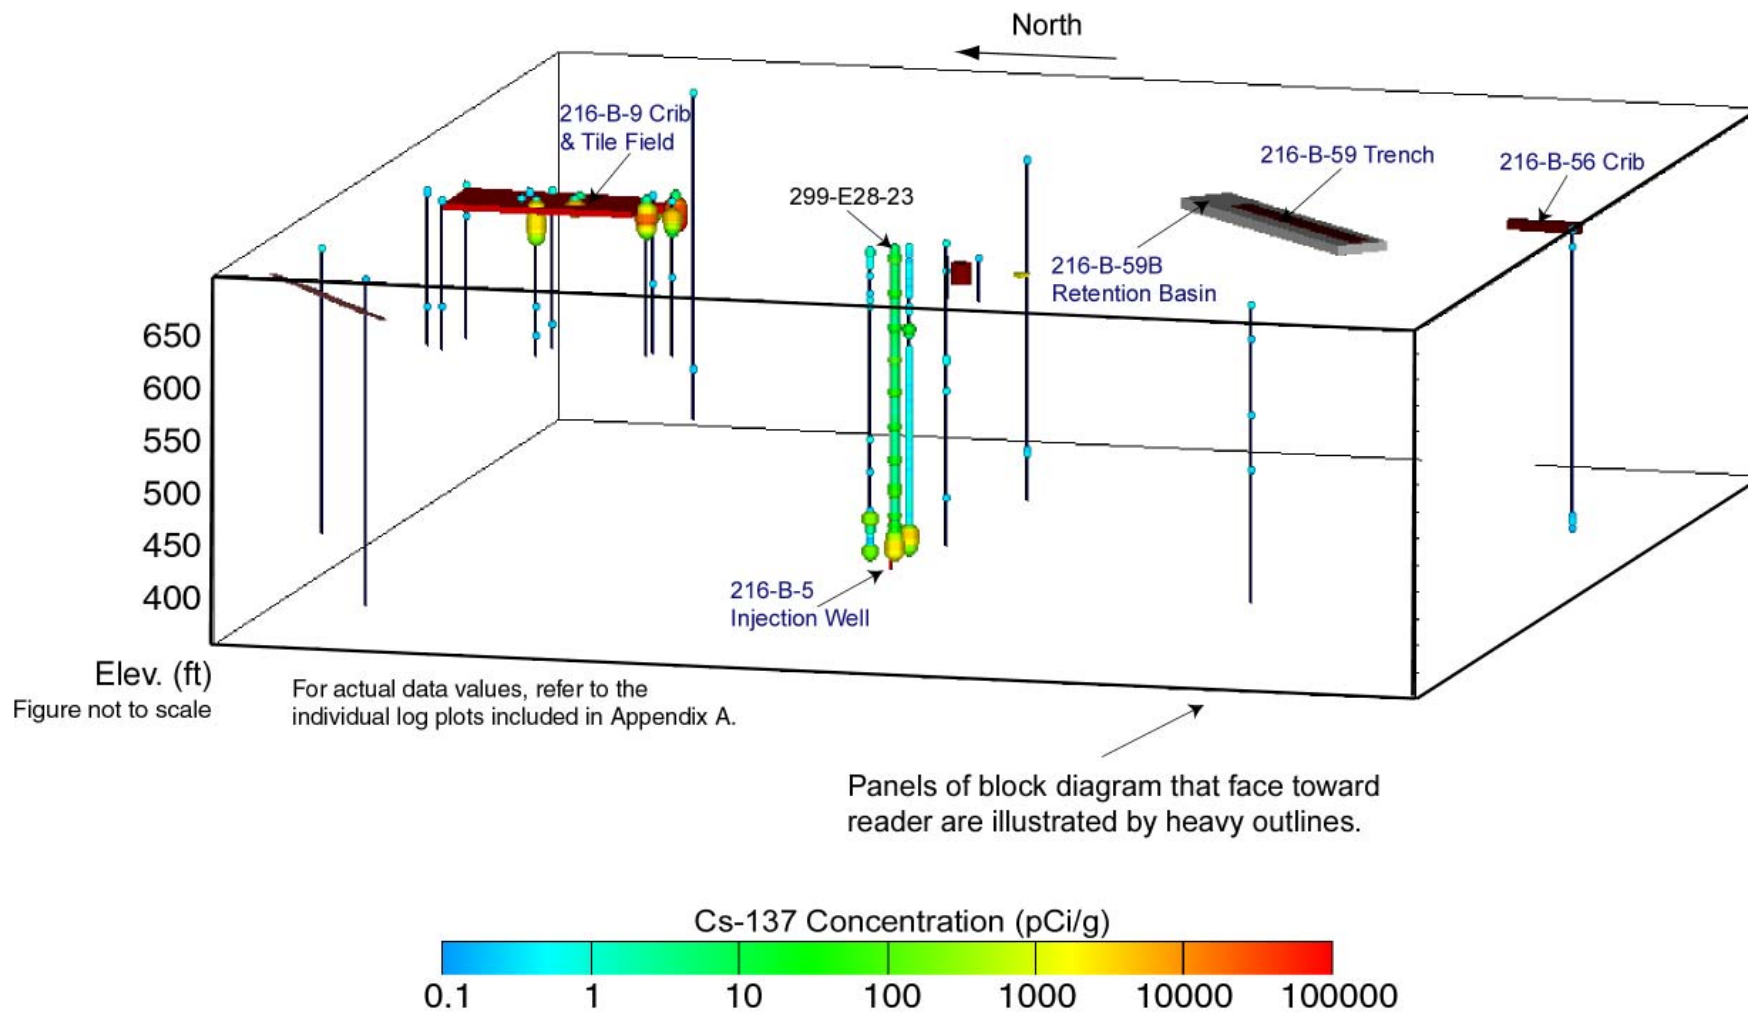 North
216-B-9 Crib
& Tile Field
299-E28-23
216-B-59 Trench
216-B-56 Crib
216-B-59B
Retention Basin
650
600
550
500
450
400
216-B-5
Injection Well
Elev. (ft)
Figure not to scale
For actual data values, refer to the
individual log plots included in Appendix A.
Panels of block diagram that face toward
reader are illustrated by heavy outlines.
Cs-137 Concentration (pCi/g)
0.1 1 10 100 1000 10000 100000